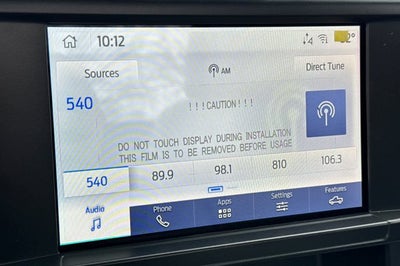 10:12
4
Sources
AM
Direct Tune
540
!!!CAUTION!!!
DO NOT TOUCH DISPLAY DURING INSTALLATION
THIS FILM IS TO BE REMOVED BEFORE USAGE
540 89.9 98.1 810 106.3
Audio Phone Apps Settings Features